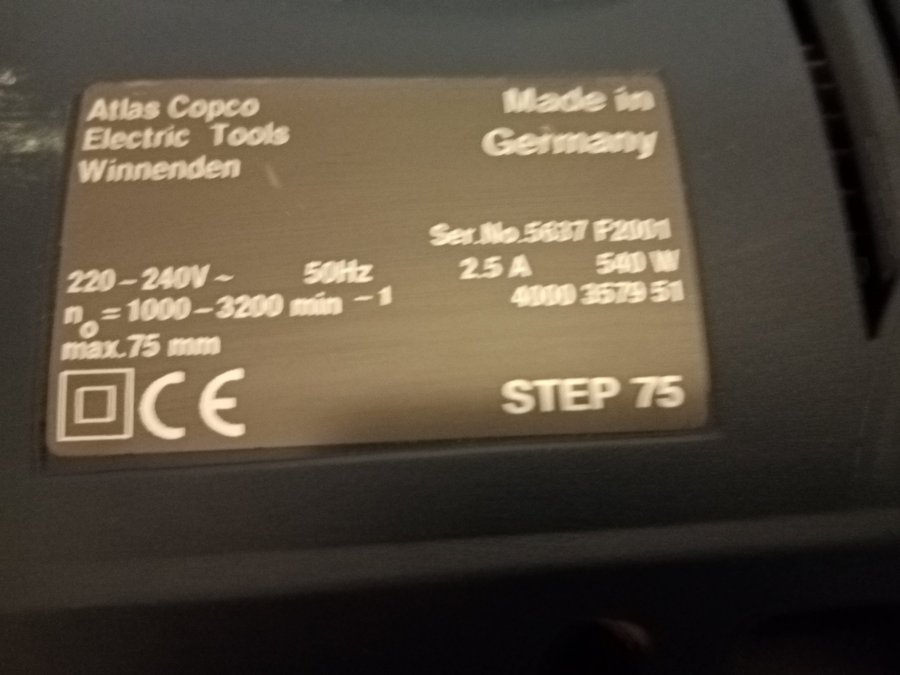 Atlas Copco
Electric Tools
Winnenden
Made in
Germany
Ser.No.5637 F2001
220-240V~ 50Hz 2.5 A 540 W
n₀ = 1000-3200 min⁻¹ 4000 3579 51
max.75 mm
CE STEP 75